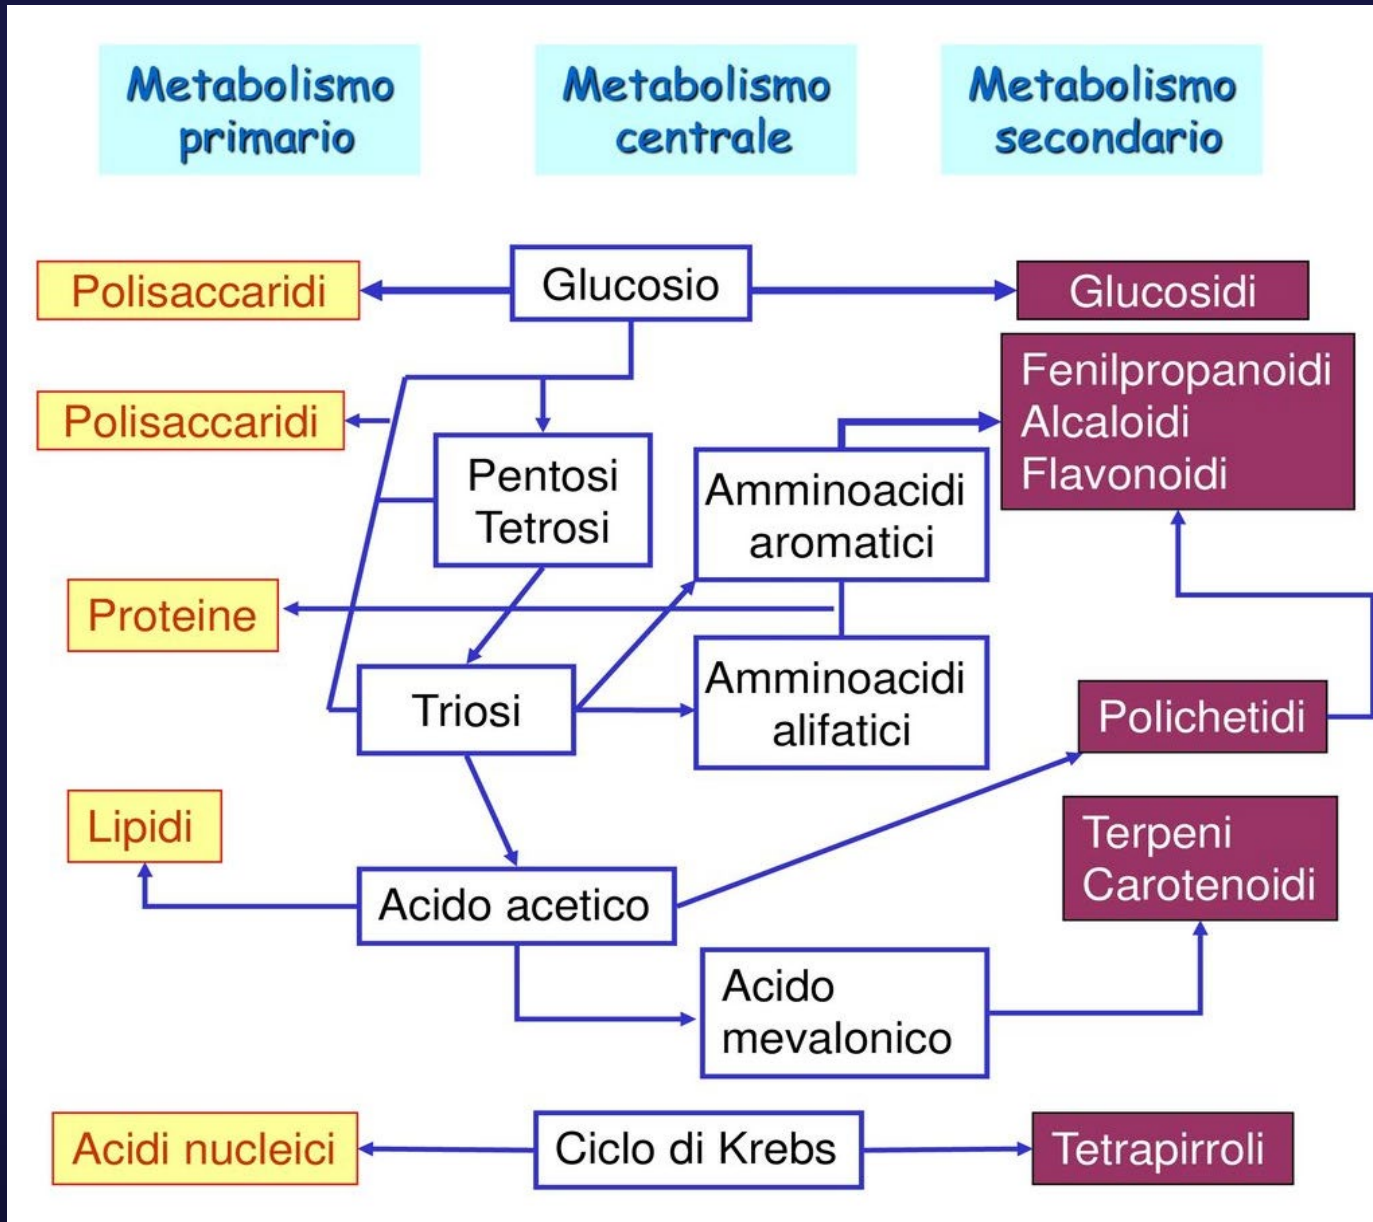 Metabolismo
primario
Metabolismo
centrale
Metabolismo
secondario
Polisaccaridi
Glucosio
Glucosidi
Polisaccaridi
Pentosi
Tetrosi
Amminoacidi
aromatici
Fenilpropanoidi
Alcaloidi
Flavonoidi
Proteine
Triosi
Amminoacidi
alifatici
Polichetidi
Lipidi
Acido acetico
Terpeni
Carotenoidi
Acido
mevalonico
Acidi nucleici
Ciclo di Krebs
Tetrapirroli